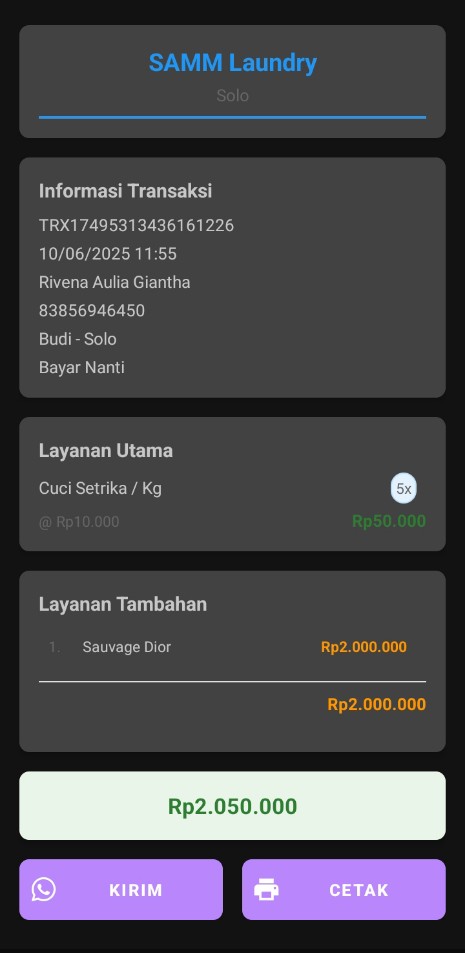 SAMM Laundry
Solo
Informasi Transaksi
TRX17495313436161226
10/06/2025 11:55
Rivena Aulia Giantha
83856946450
Budi - Solo
Bayar Nanti
Layanan Utama
Cuci Setrika / Kg 5x
@ Rp10.000 Rp50.000
Layanan Tambahan
1. Sauvage Dior Rp2.000.000
Rp2.000.000
Rp2.050.000
KIRIM CETAK